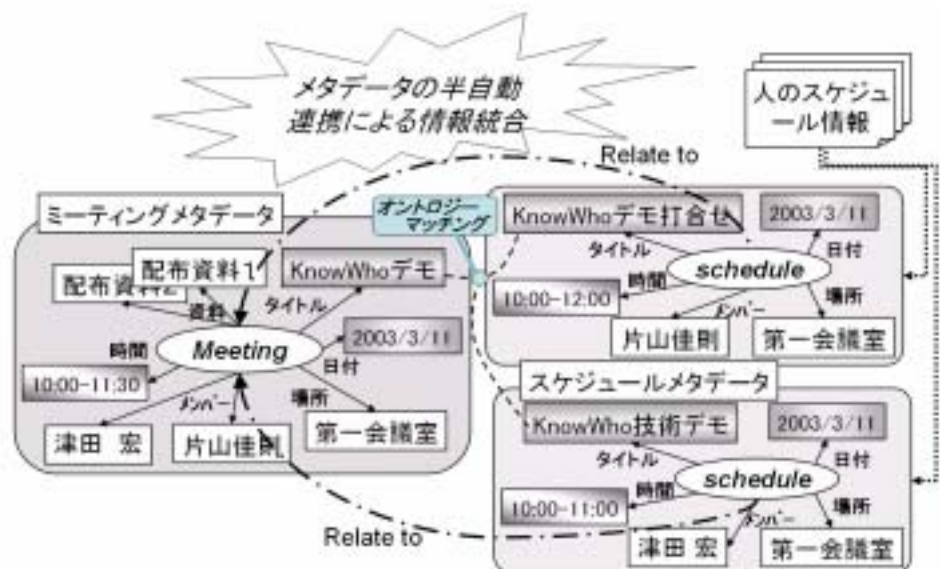 メタデータの半自動
連携による情報統合
人のスケジュ
ール情報
Relate to
ミーティングメタデータ
オントロジー
マッチング
配布資料1
配布資料2
資料
KnowWhoデモ
タイトル
Meeting
時間
10:00-11:30
2003/3/11
日付
メンバー
場所
津田 宏
片山佳則
第一会議室
KnowWhoデモ打合せ
2003/3/11
タイトル
日付
schedule
時間
10:00-12:00
メンバー
場所
片山佳則
第一会議室
スケジュールメタデータ
KnowWho技術デモ
2003/3/11
タイトル
日付
schedule
時間
10:00-11:00
メンバー
場所
津田 宏
第一会議室
Relate to